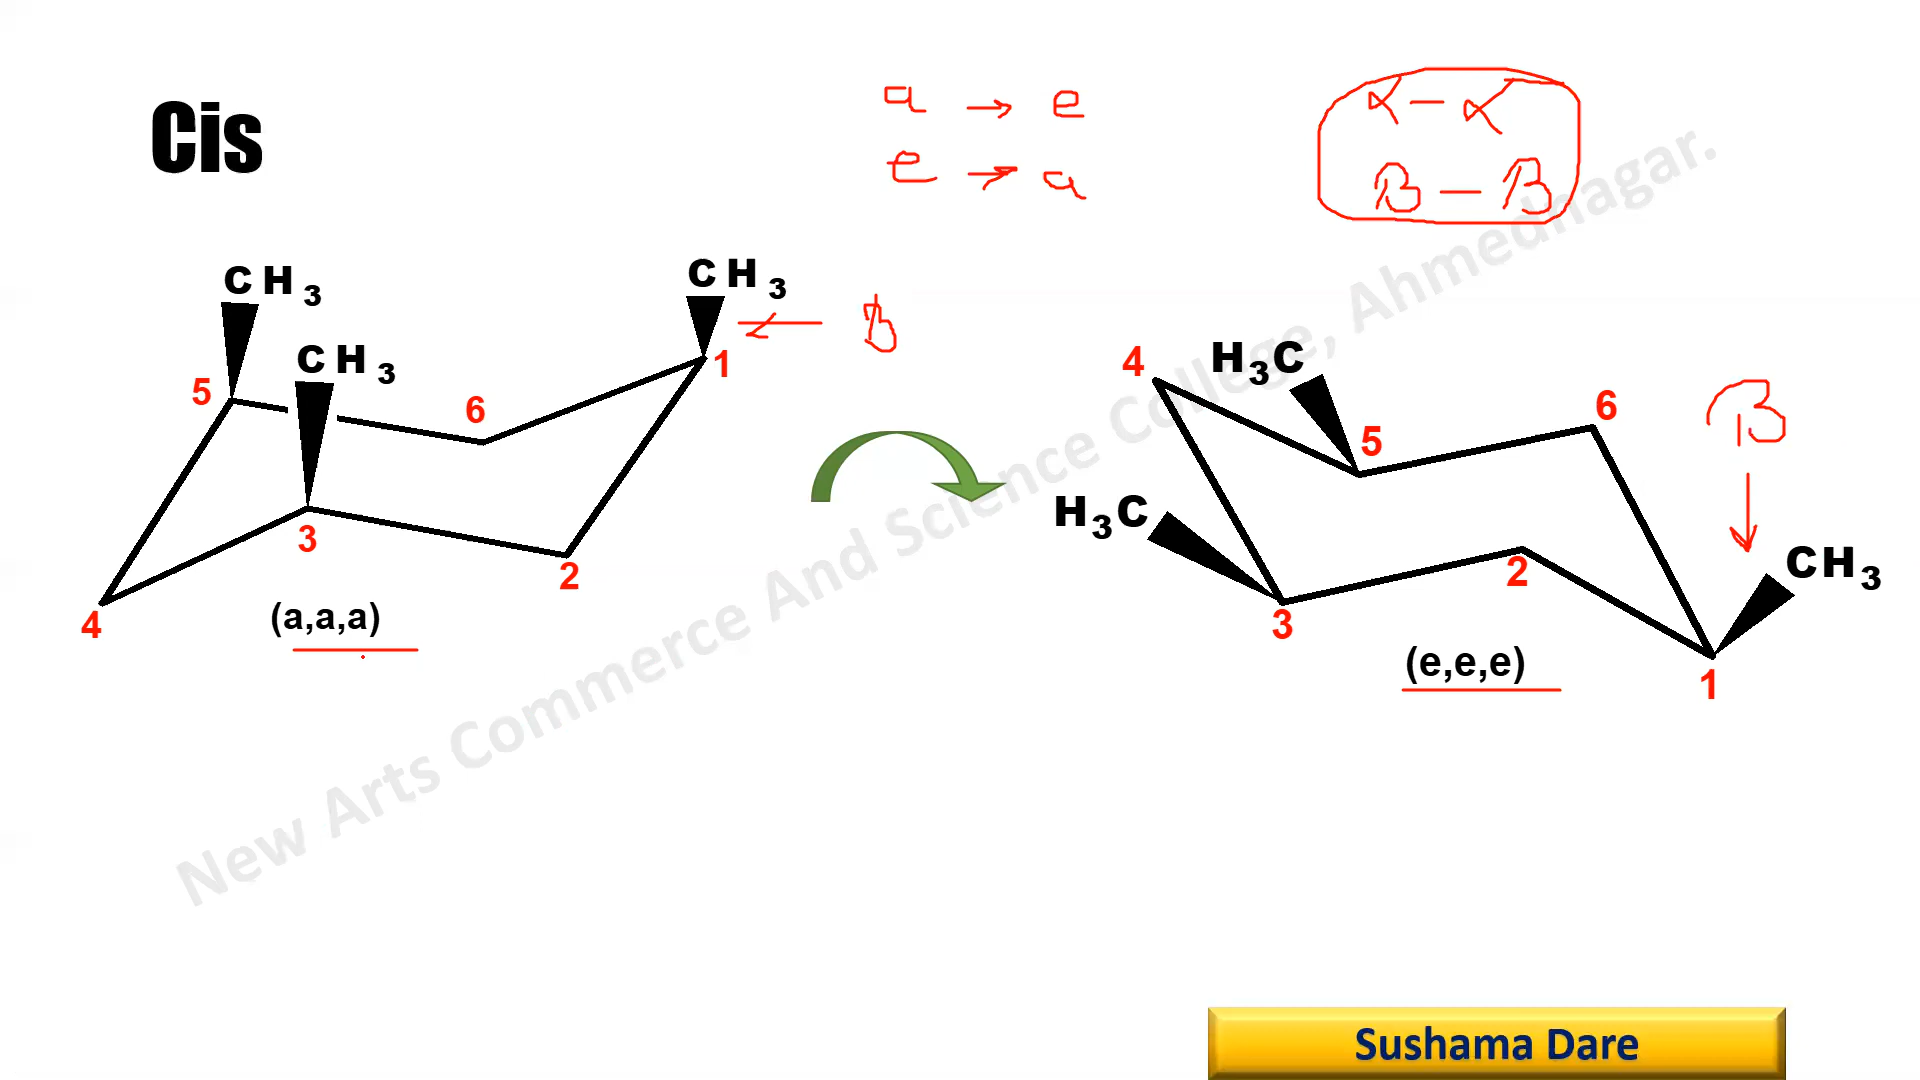 Cis
a → e
e → a
α – α
β – β
CH3
CH3
CH3
β
1
5
6
3
2
4
(a,a,a)
4
H3C
5
6
β
H3C
2
3
CH3
1
(e,e,e)
New Arts Commerce And Science College, Ahmednagar.
Sushama Dare